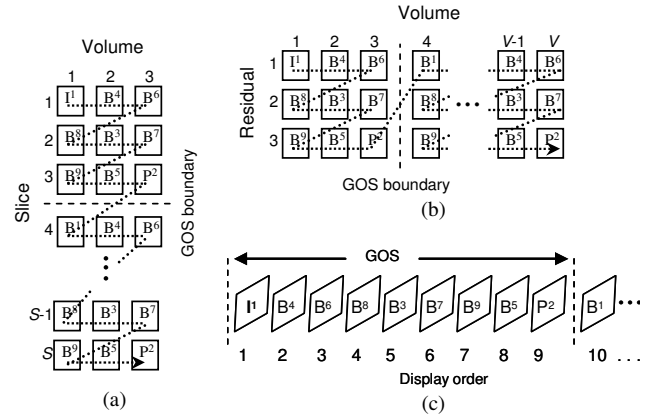 Volume
1 2 3
Slice
1 I¹ B⁴ B⁶
2 B⁸ B³ B⁷
3 B⁹ B⁵ P²
GOS boundary
4 B¹ B⁴ B⁶
S-1 B⁸ B³ B⁷
S B⁹ B⁵ P²
(a)
Volume
1 2 3 4 V-1 V
Residual
1 I¹ B⁴ B⁶ B¹ B⁴ B⁶
2 B⁸ B³ B⁷ B⁸ B³ B⁷
3 B⁹ B⁵ P² B⁹ B⁵ P²
GOS boundary
(b)
GOS
I¹ B⁴ B⁶ B⁸ B³ B⁷ B⁹ B⁵ P² B¹
1 2 3 4 5 6 7 8 9 10 ...
Display order
(c)